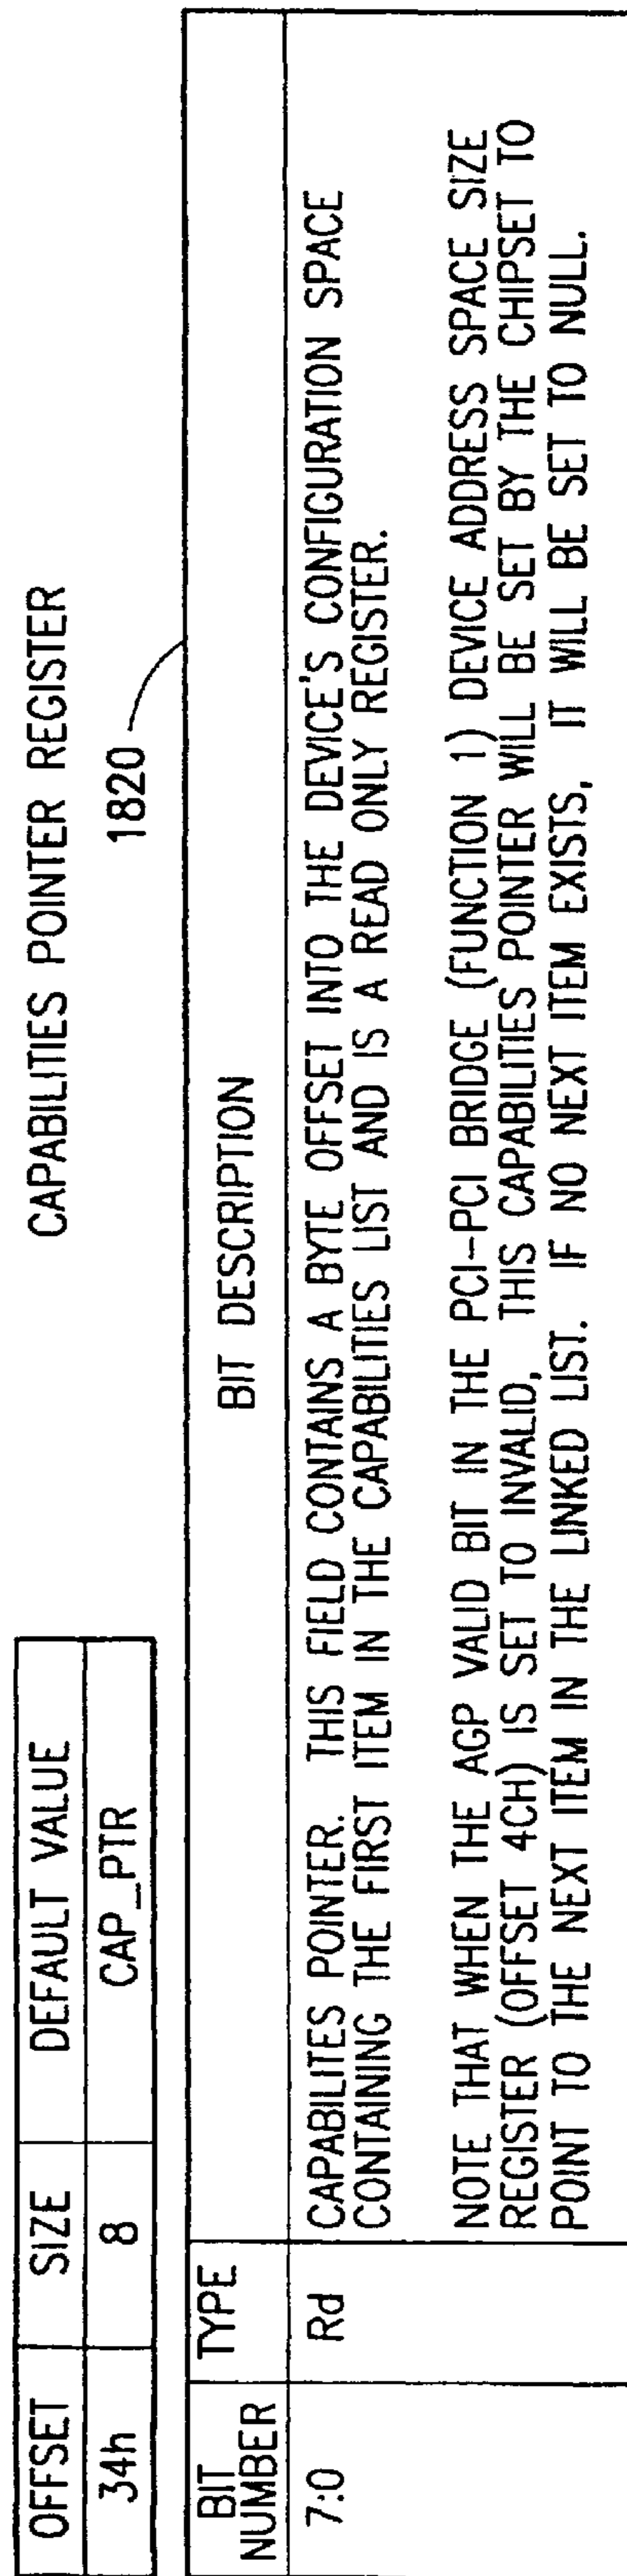 CAPABILITIES POINTER REGISTER
OFFSET SIZE DEFAULT VALUE
34h 8 CAP_PTR
1820
BIT NUMBER TYPE BIT DESCRIPTION
7:0 Rd CAPABILITES POINTER. THIS FIELD CONTAINS A BYTE OFFSET INTO THE DEVICE'S CONFIGURATION SPACE
CONTAINING THE FIRST ITEM IN THE CAPABILITIES LIST AND IS A READ ONLY REGISTER.
NOTE THAT WHEN THE AGP VALID BIT IN THE PCI-PCI BRIDGE (FUNCTION 1) DEVICE ADDRESS SPACE SIZE
REGISTER (OFFSET 4CH) IS SET TO INVALID, THIS CAPABILITIES POINTER WILL BE SET BY THE CHIPSET TO
POINT TO THE NEXT ITEM IN THE LINKED LIST. IF NO NEXT ITEM EXISTS, IT WILL BE SET TO NULL.